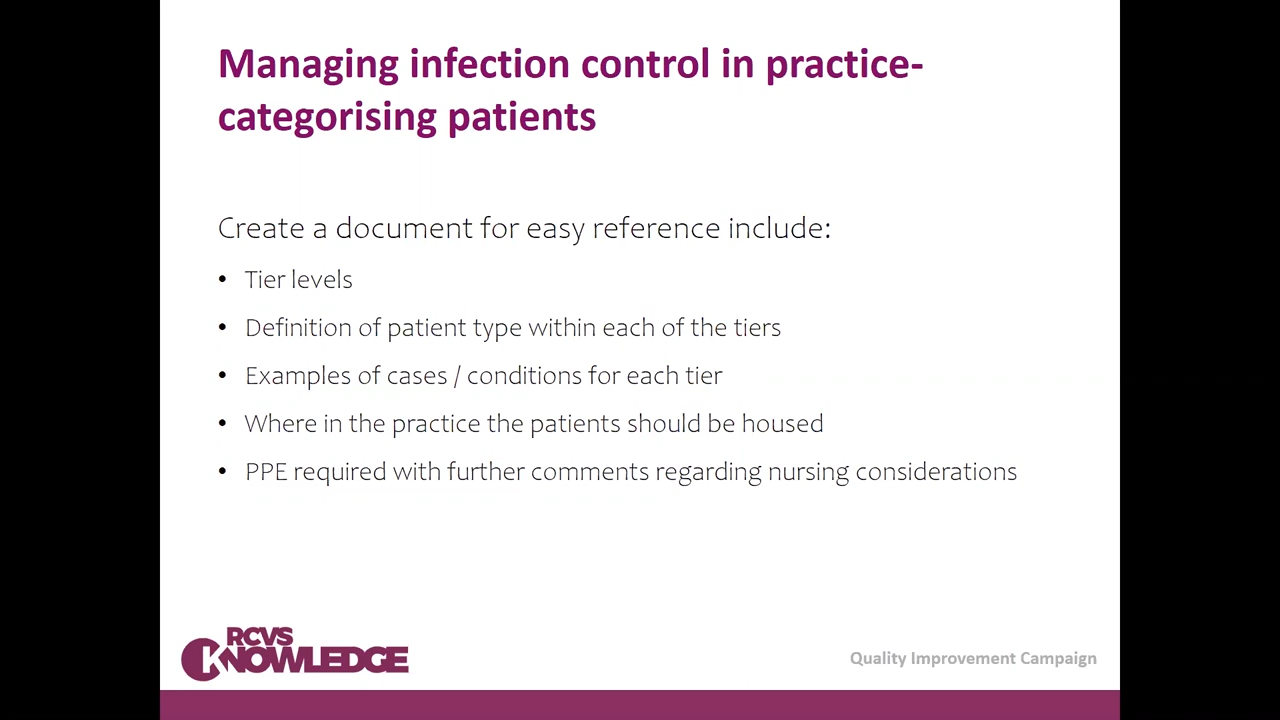 Managing infection control in practice-
categorising patients
Create a document for easy reference include:
• Tier levels
• Definition of patient type within each of the tiers
• Examples of cases / conditions for each tier
• Where in the practice the patients should be housed
• PPE required with further comments regarding nursing considerations
RCVS
KNOWLEDGE
Quality Improvement Campaign